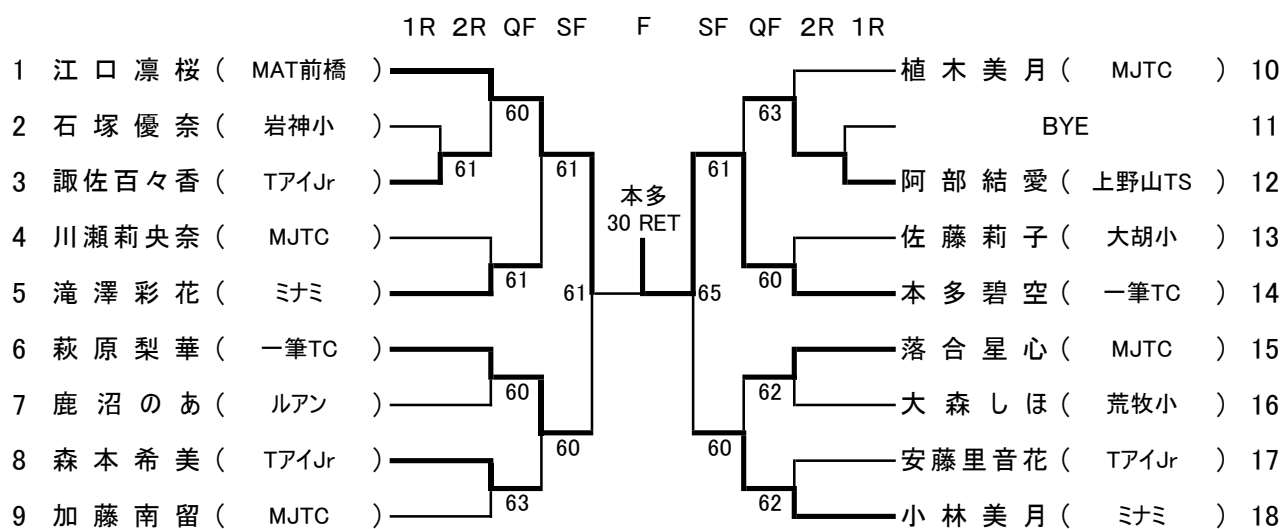 1R 2R QF SF F SF QF 2R 1R
1 江口凛桜 ( MAT前橋 ) 植木美月 ( MJTC ) 10
60 63
2 石塚優奈 ( 岩神小 ) BYE 11
61 61 61
3 諏佐百々香 ( TアイJr ) 阿部結愛 ( 上野山TS ) 12
本多
30 RET
4 川瀬莉央奈 ( MJTC ) 佐藤莉子 ( 大胡小 ) 13
61 60
5 滝澤彩花 ( ミナミ ) 61 65 本多碧空 ( 一筆TC ) 14
6 萩原梨華 ( 一筆TC ) 落合星心 ( MJTC ) 15
60 62
7 鹿沼のあ ( ルアン ) 大森しほ ( 荒牧小 ) 16
60 60
8 森本希美 ( TアイJr ) 安藤里音花 ( TアイJr ) 17
63 62
9 加藤南留 ( MJTC ) 小林美月 ( ミナミ ) 18